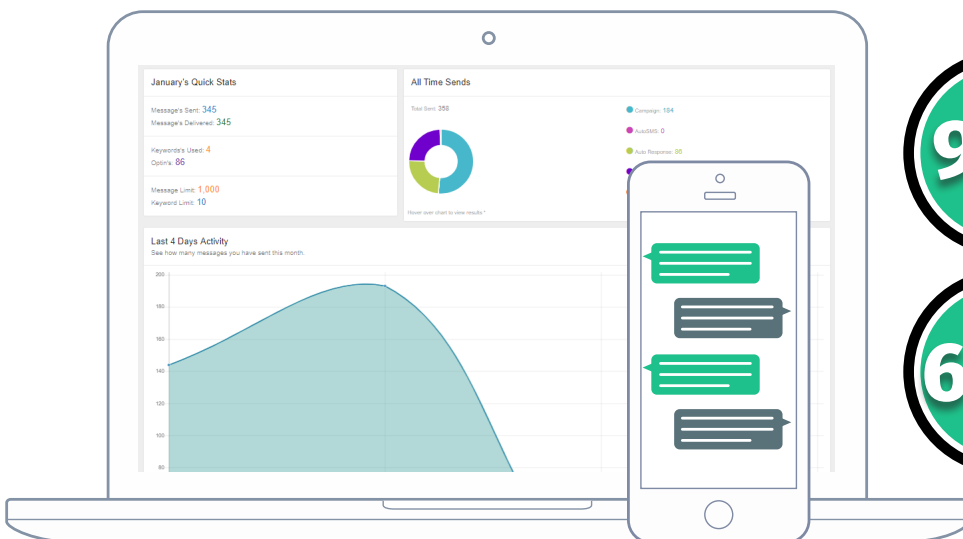 January's Quick Stats
Message's Sent: 345
Message's Delivered: 345
Keywords's Used: 4
Optin's: 86
Message Limit: 1,000
Keyword Limit: 10
All Time Sends
Total Sent: 358
Campaign: 184
AutoSMS: 0
Auto Response: 86
Hover over chart to view results.*
Last 4 Days Activity
See how many messages you have sent this month.
200
180
160
140
120
100
80
9
6